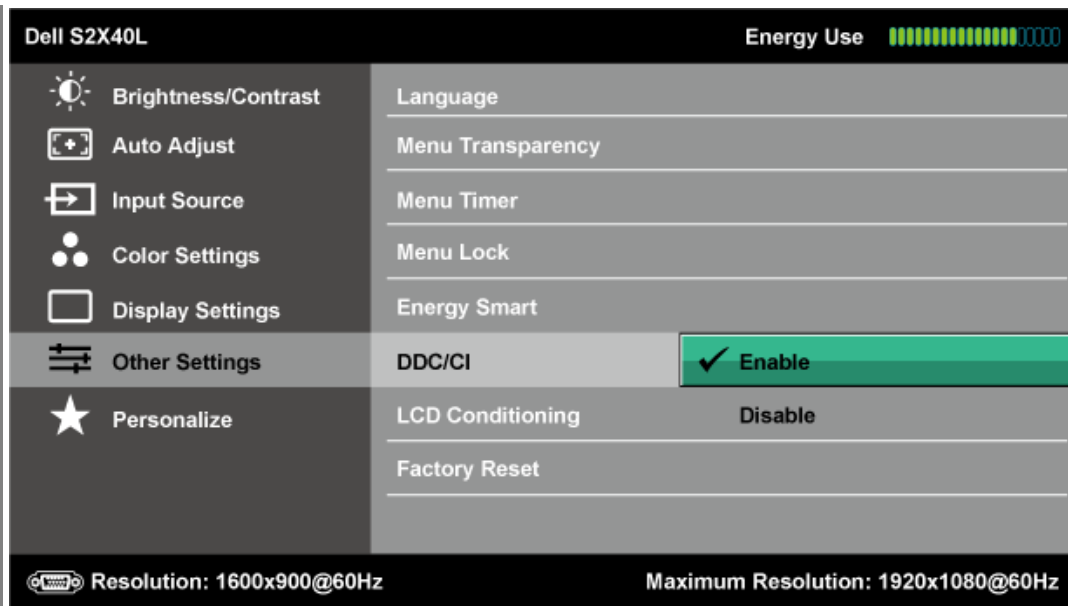 Dell S2X40L Energy Use
Brightness/Contrast
Auto Adjust
Input Source
Color Settings
Display Settings
Other Settings
Personalize
Language
Menu Transparency
Menu Timer
Menu Lock
Energy Smart
DDC/CI
LCD Conditioning
Factory Reset
Enable
Disable
Resolution: 1600x900@60Hz Maximum Resolution: 1920x1080@60Hz